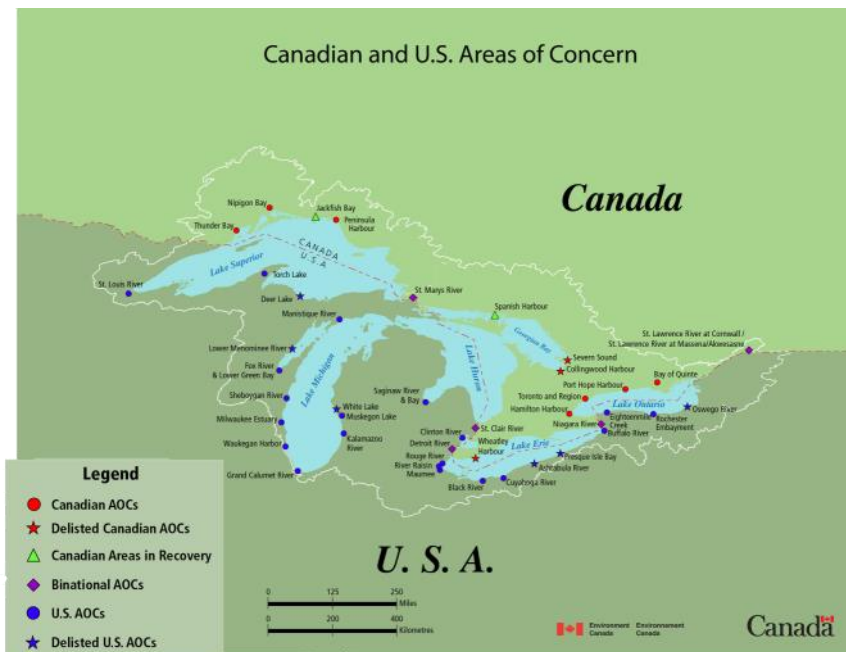 Canadian and U.S. Areas of Concern
Canada
Nipigon Bay
Jackfish Bay
Thunder Bay
Peninsula
Harbour
CANADA
U.S.A
Lake Superior
St. Louis River
Torch Lake
Deer Lake
St. Marys River
Manistique River
Spanish Harbour
Georgian Bay
St. Lawrence River at Cornwall /
St. Lawrence River at Massena/Akwesasne
Lower Menominee River
Fox River
& Lower Green Bay
Lake Michigan
Lake Huron
Severn Sound
Collingwood Harbour
Bay of Quinte
Port Hope Harbour
Saginaw River
& Bay
Toronto and Region
Lake Ontario
Oswego River
Sheboygan River
White Lake
Muskegon Lake
Hamilton Harbour
Eighteenmile
Creek
Rochester
Embayment
Milwaukee Estuary
St. Clair River
Niagara River
Buffalo River
Clinton River
Kalamazoo
River
Detroit River
Wheatley
Harbour
Lake Erie
Waukegan Harbor
Rouge River
River Raisin
Maumee
Presque Isle Bay
Ashtabula River
Grand Calumet River
Black River
Cuyahoga River
Legend
Canadian AOCs
Delisted Canadian AOCs
Canadian Areas in Recovery
Binational AOCs
U.S. AOCs
Delisted U.S. AOCs
U. S. A.
0 125 250
Miles
0 200 400
Kilometres
Environment Environnement
Canada Canada
Canada